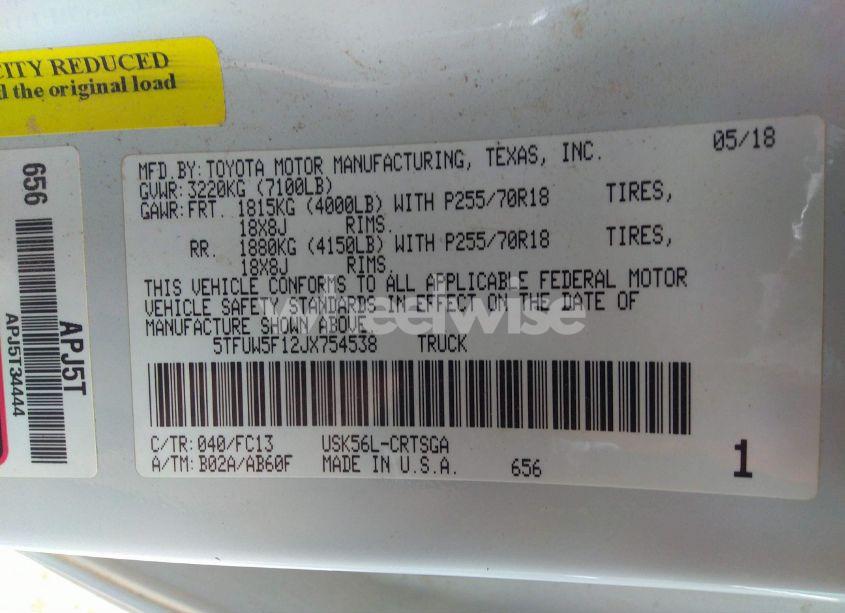 CITY REDUCED
d the original load
656
APJ5T
APJ5T34444
05/18
MFD.BY:TOYOTA MOTOR MANUFACTURING, TEXAS, INC.
GVWR:3220KG (7100LB)
GAWR:FRT. 1815KG (4000LB) WITH P255/70R18 TIRES,
18X8J RIMS.
RR. 1880KG (4150LB) WITH P255/70R18 TIRES,
18X8J RIMS.
THIS VEHICLE CONFORMS TO ALL APPLICABLE FEDERAL MOTOR
VEHICLE SAFETY STANDARDS IN EFFECT ON THE DATE OF
MANUFACTURE SHOWN ABOVE.
5TFUW5F12JX754538 TRUCK
C/TR:040/FC13 USK56L-CRTSGA
A/TM:B02A/AB60F MADE IN U.S.A. 656 1
wheelwise